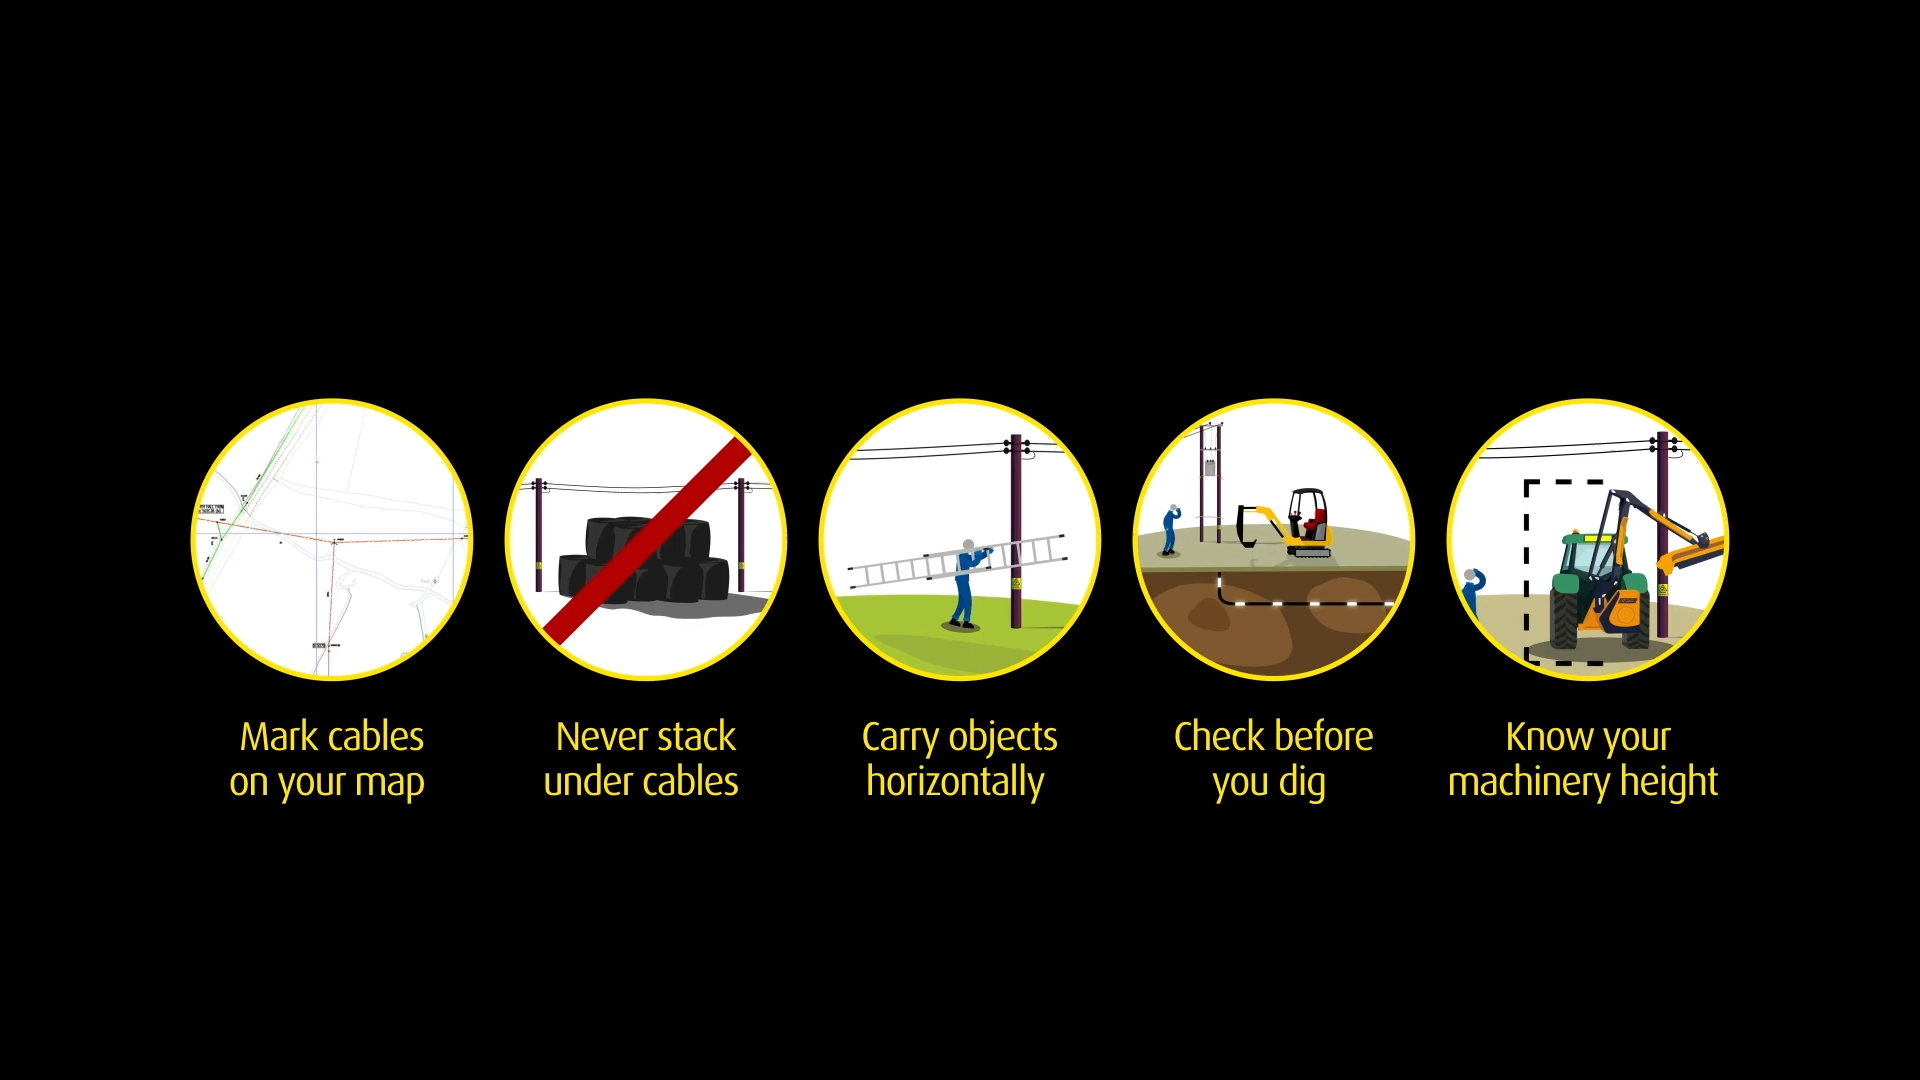 Mark cables
on your map
Never stack
under cables
Carry objects
horizontally
Check before
you dig
Know your
machinery height